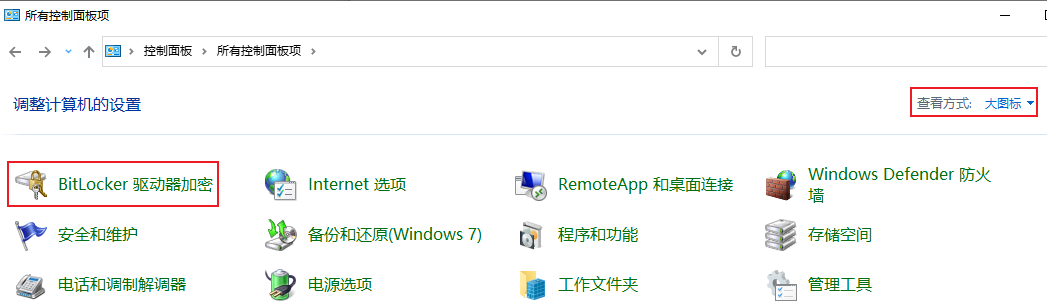 所有控制面板项
控制面板 > 所有控制面板项 >
调整计算机的设置
查看方式: 大图标
BitLocker 驱动器加密
Internet 选项
RemoteApp 和桌面连接
Windows Defender 防火
墙
安全和维护
备份和还原(Windows 7)
程序和功能
存储空间
电话和调制解调器
电源选项
工作文件夹
管理工具